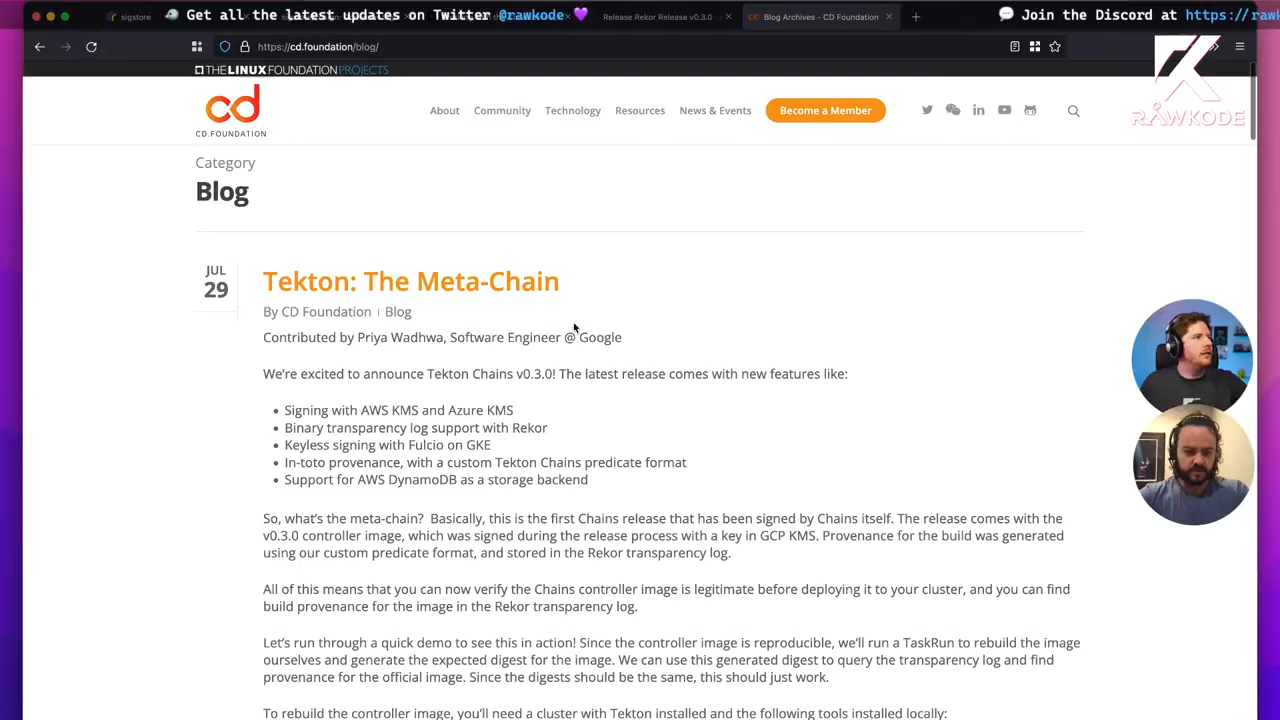 Get all the latest updates on Twitter @rawkode
Join the Discord at https://rawk
sigstore
Release Rekor Release v0.3.0
Blog Archives - CD Foundation
https://cd.foundation/blog/
THE LINUX FOUNDATION PROJECTS
RAWKODE
cd
CD.FOUNDATION
About
Community
Technology
Resources
News & Events
Become a Member
Category
Blog
JUL
29
Tekton: The Meta-Chain
By CD Foundation | Blog
Contributed by Priya Wadhwa, Software Engineer @ Google
We're excited to announce Tekton Chains v0.3.0! The latest release comes with new features like:
• Signing with AWS KMS and Azure KMS
• Binary transparency log support with Rekor
• Keyless signing with Fulcio on GKE
• In-toto provenance, with a custom Tekton Chains predicate format
• Support for AWS DynamoDB as a storage backend
So, what's the meta-chain? Basically, this is the first Chains release that has been signed by Chains itself. The release comes with the
v0.3.0 controller image, which was signed during the release process with a key in GCP KMS. Provenance for the build was generated
using our custom predicate format, and stored in the Rekor transparency log.
All of this means that you can now verify the Chains controller image is legitimate before deploying it to your cluster, and you can find
build provenance for the image in the Rekor transparency log.
Let's run through a quick demo to see this in action! Since the controller image is reproducible, we'll run a TaskRun to rebuild the image
ourselves and generate the expected digest for the image. We can use this generated digest to query the transparency log and find
provenance for the official image. Since the digests should be the same, this should just work.
To rebuild the controller image, you'll need a cluster with Tekton installed and the following tools installed locally: